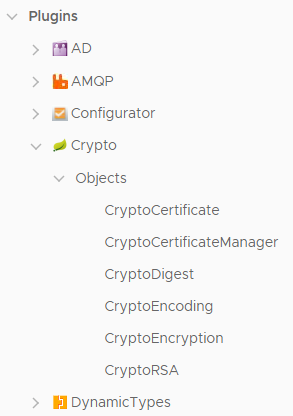 Plugins
AD
AMQP
Configurator
Crypto
Objects
CryptoCertificate
CryptoCertificateManager
CryptoDigest
CryptoEncoding
CryptoEncryption
CryptoRSA
DynamicTypes